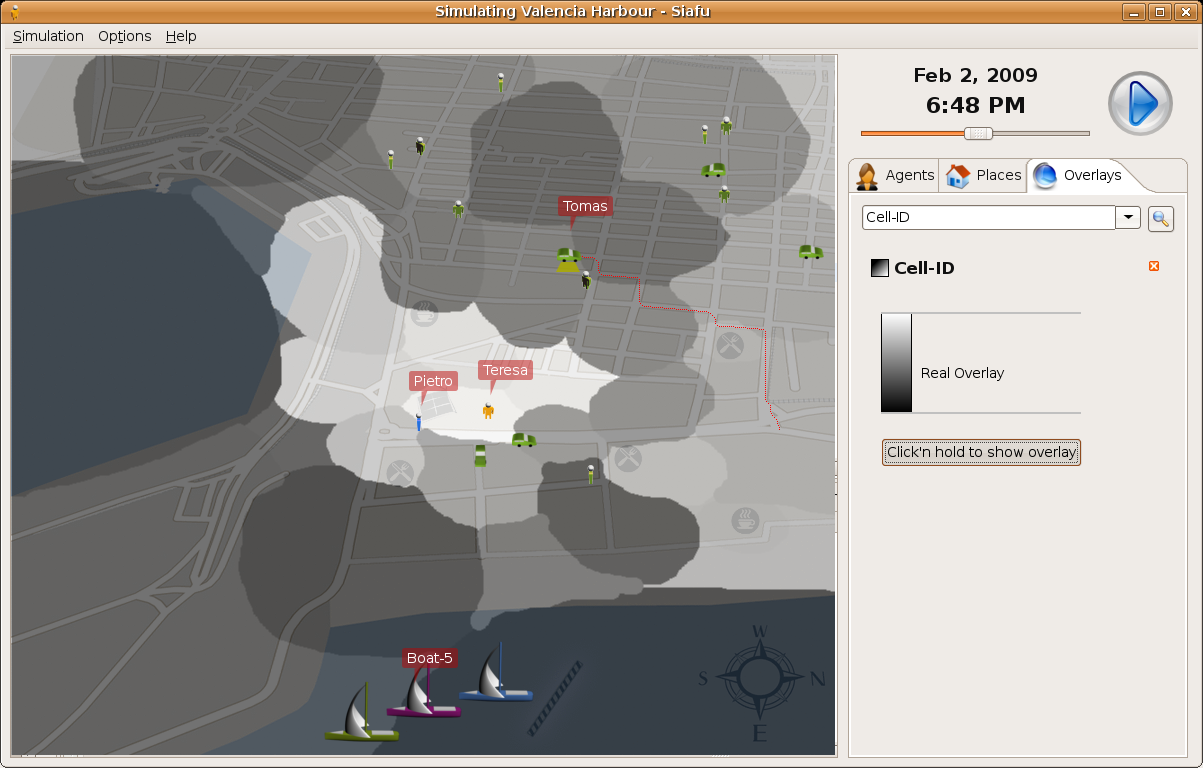 Simulating Valencia Harbour - Siafu
Simulation Options Help
Feb 2, 2009
6:48 PM
Agents Places Overlays
Cell-ID
Cell-ID
Real Overlay
Click'n hold to show overlay
Tomas
Teresa
Pietro
Boat-5
W
S N
E